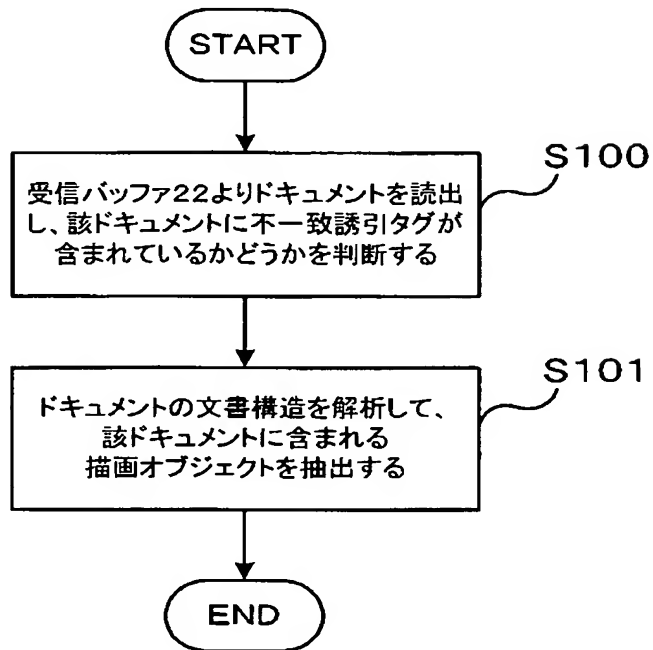 START
S100
受信バッファ22よりドキュメントを読出
し、該ドキュメントに不一致誘引タグが
含まれているかどうかを判断する
S101
ドキュメントの文書構造を解析して、
該ドキュメントに含まれる
描画オブジェクトを抽出する
END